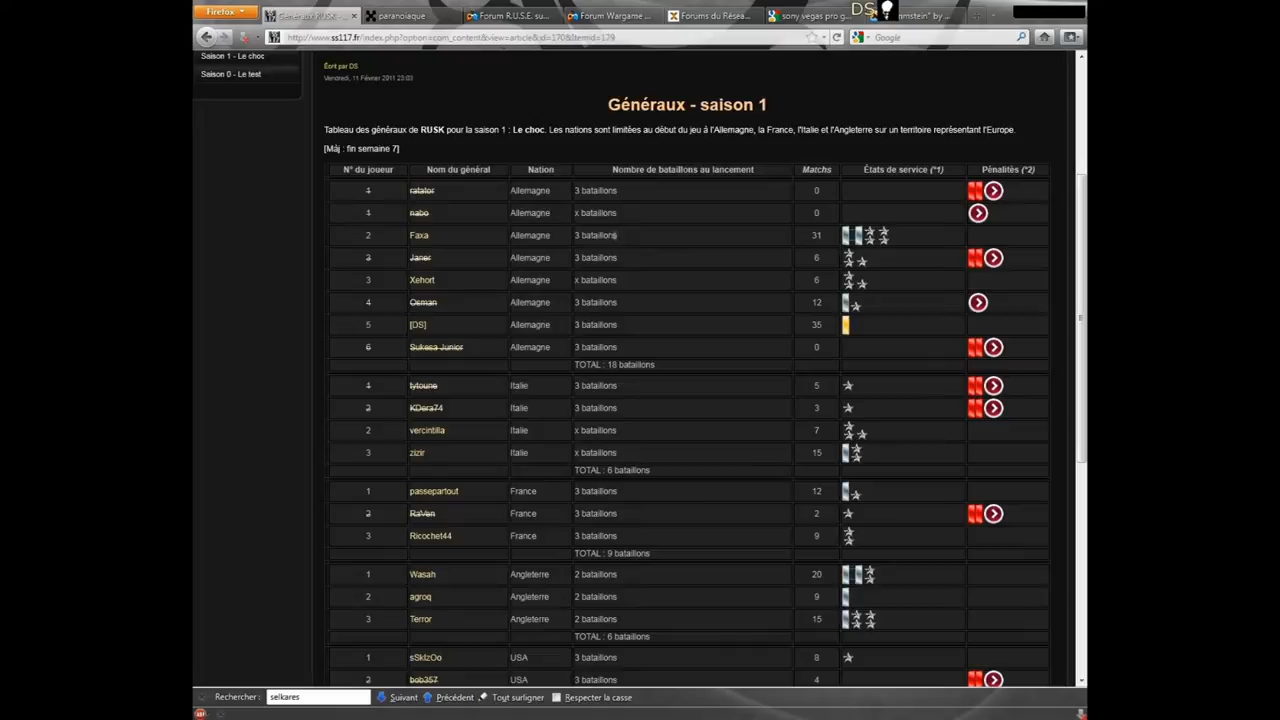 DS
Firefox
Généraux RUSK - ...
paranoiaque
Forum R.U.S.E. su...
Forum Wargame ...
Forums du Résea...
sony vegas pro g...
mmstein" by ...
http://www.ss117.fr/index.php?option=com_content&view=article&id=170&Itemid=179
Google
Saison 1 - Le choc
Saison 0 - Le test
Écrit par DS
Vendredi, 11 Février 2011 20:03
Généraux - saison 1
Tableau des généraux de RUSK pour la saison 1 : Le choc. Les nations sont limitées au début du jeu à l'Allemagne, la France, l'Italie et l'Angleterre sur un territoire représentant l'Europe.
[Màj : fin semaine 7]
N° du joueur Nom du général Nation Nombre de bataillons au lancement Matchs États de service (*1) Pénalités (*2)
1 ratator Allemagne 3 bataillons 0
1 nabo Allemagne x bataillons 0
2 Faxa Allemagne 3 bataillons 31
3 Janer Allemagne 3 bataillons 6
3 Xehort Allemagne x bataillons 6
4 Osman Allemagne 3 bataillons 12
5 [DS] Allemagne 3 bataillons 35
6 Sukesa Junior Allemagne 3 bataillons 0
TOTAL : 18 bataillons
1 tytoune Italie 3 bataillons 5
2 KDera74 Italie 3 bataillons 3
2 vercintilla Italie x bataillons 7
3 zizir Italie x bataillons 15
TOTAL : 6 bataillons
1 passepartout France 3 bataillons 12
2 RaVen France 3 bataillons 2
3 Ricochet44 France 3 bataillons 9
TOTAL : 9 bataillons
1 Wasah Angleterre 2 bataillons 20
2 agroq Angleterre 2 bataillons 9
3 Terror Angleterre 2 bataillons 15
TOTAL : 6 bataillons
1 sSkIzOo USA 3 bataillons 8
2 bob357 USA 3 bataillons 4
Rechercher : selkares Suivant Précédent Tout surligner Respecter la casse